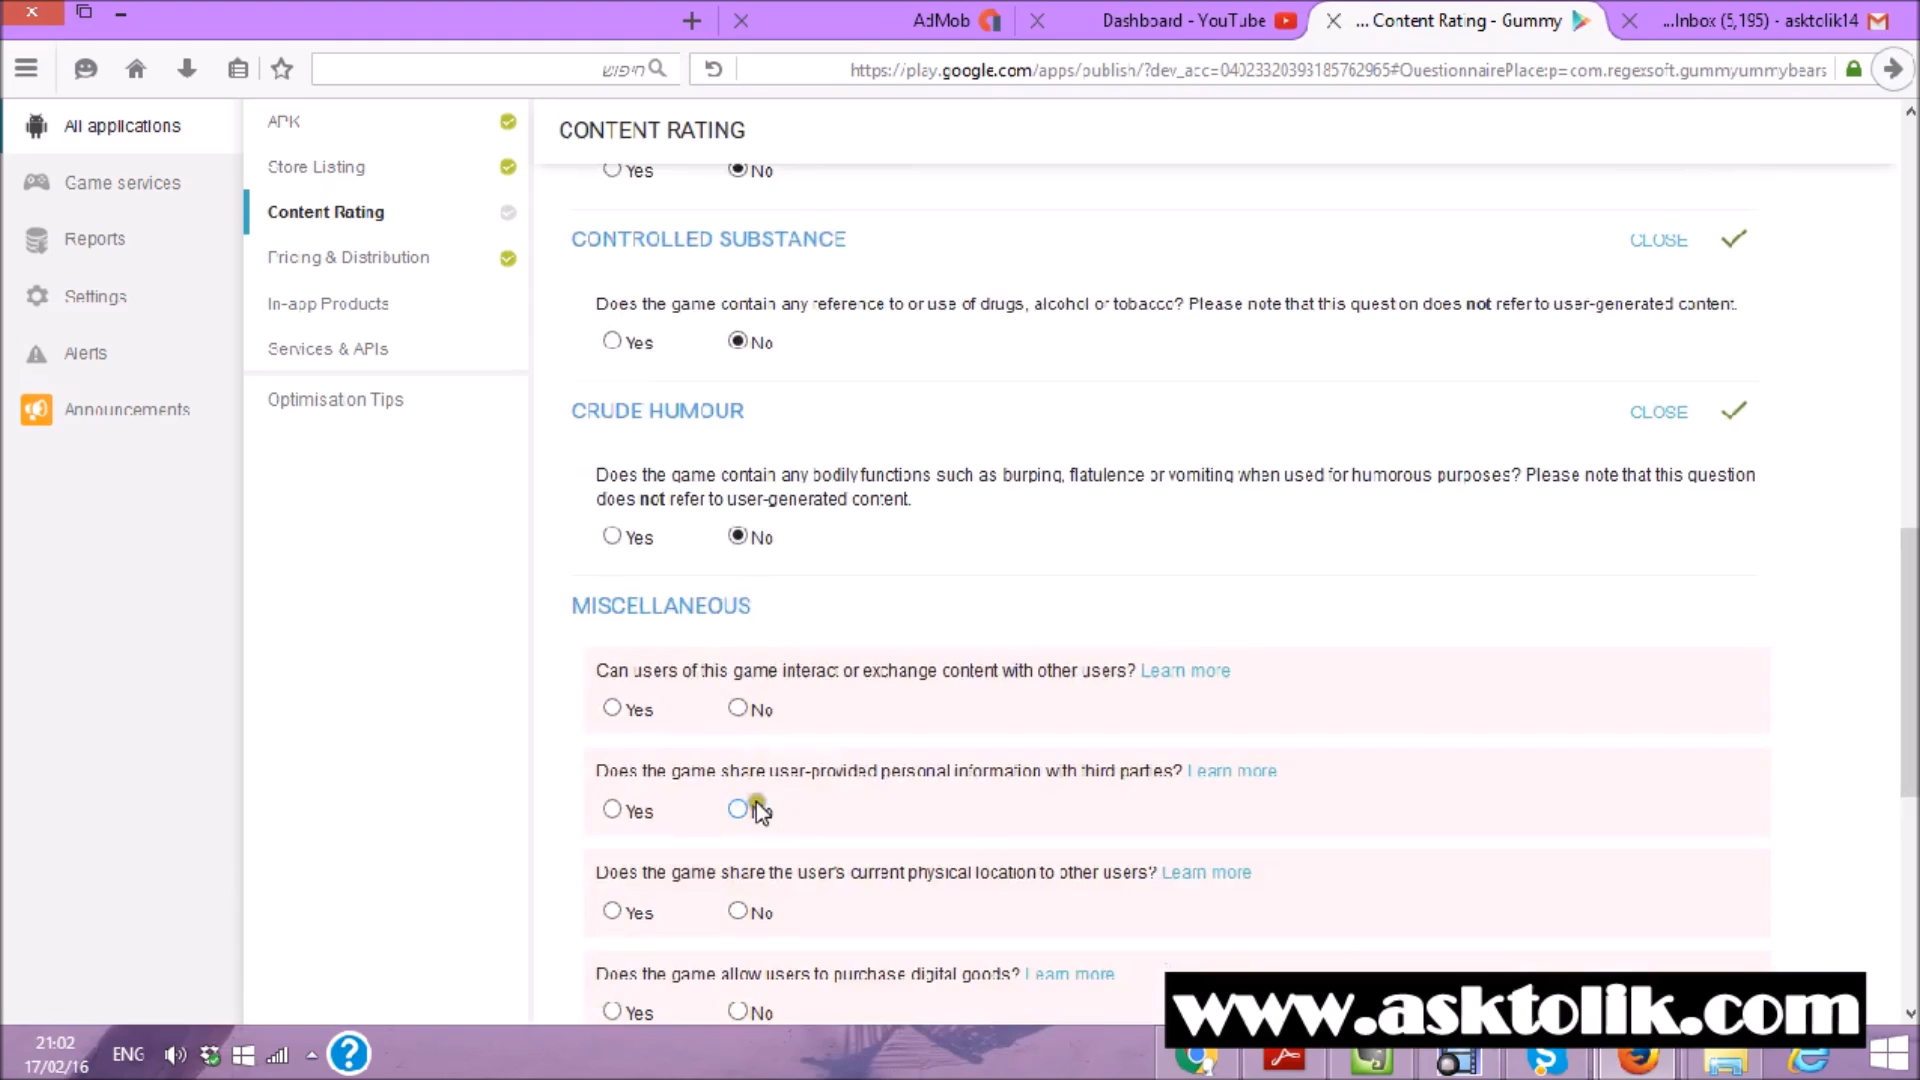 AdMob
Dashboard - YouTube
... Content Rating - Gummy
...Inbox (5,195) - asktolik14
חיפוש
https://play.google.com/apps/publish/?dev_acc=04023320393185762965#QuestionnairePlace:p=com.regexsoft.gummyummybears
All applications
Game services
Reports
Settings
Alerts
Announcements
APK
Store Listing
Content Rating
Pricing & Distribution
In-app Products
Services & APIs
Optimisation Tips
CONTENT RATING
Yes No
CONTROLLED SUBSTANCE CLOSE
Does the game contain any reference to or use of drugs, alcohol or tobacco? Please note that this question does not refer to user-generated content.
Yes No
CRUDE HUMOUR CLOSE
Does the game contain any bodily functions such as burping, flatulence or vomiting when used for humorous purposes? Please note that this question
does not refer to user-generated content.
Yes No
MISCELLANEOUS
Can users of this game interact or exchange content with other users? Learn more
Yes No
Does the game share user-provided personal information with third parties? Learn more
Yes
Does the game share the user's current physical location to other users? Learn more
Yes No
Does the game allow users to purchase digital goods? Learn more
Yes No
www.asktolik.com
21:02
17/02/16
ENG